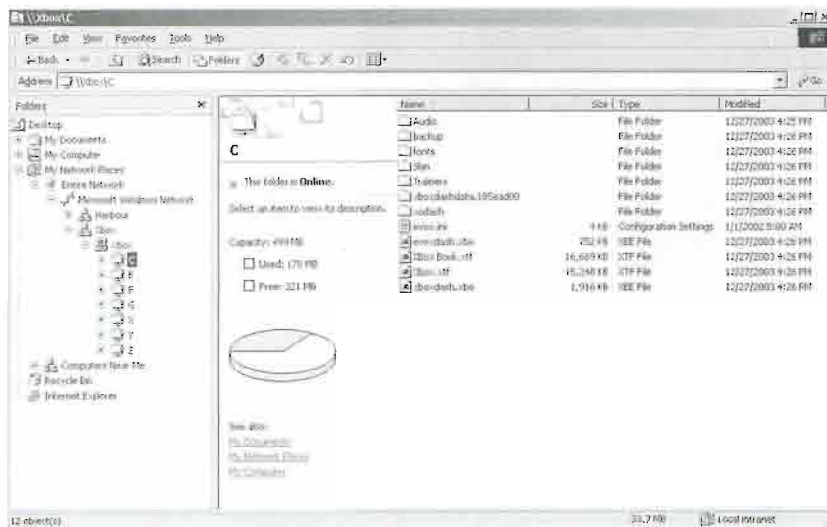 \\Xbox\C
File Edit View Favorites Tools Help
Back Search Folders
Address \\Xbox\C Go
Folders
Desktop
My Documents
My Computer
My Network Places
Entire Network
Microsoft Windows Network
Harbour
Xbox
Xbox
C
E
F
G
X
Y
Z
Computers Near Me
Recycle Bin
Internet Explorer
C
This folder is Online.
Select an item to view its description.
Capacity: 499 MB
Used: 178 MB
Free: 321 MB
See also:
My Documents
My Network Places
My Computer
Name Size Type Modified
Audio File Folder 12/27/2003 4:25 PM
backup File Folder 12/27/2003 4:26 PM
fonts File Folder 12/27/2003 4:26 PM
Skin File Folder 12/27/2003 4:26 PM
Trainers File Folder 12/27/2003 4:26 PM
xboxdashdata.185ead00 File Folder 12/27/2003 4:26 PM
xodash File Folder 12/27/2003 4:26 PM
evox.ini 9 KB Configuration Settings 1/1/2002 5:00 AM
evoxdash.xbe 752 KB XBE File 12/27/2003 4:26 PM
XBox Book.xtf 16,669 KB XTF File 12/27/2003 4:26 PM
XBox.xtf 15,248 KB XTF File 12/27/2003 4:26 PM
xboxdash.xbe 1,916 KB XBE File 12/27/2003 4:26 PM
12 object(s) 33.7 MB Local intranet